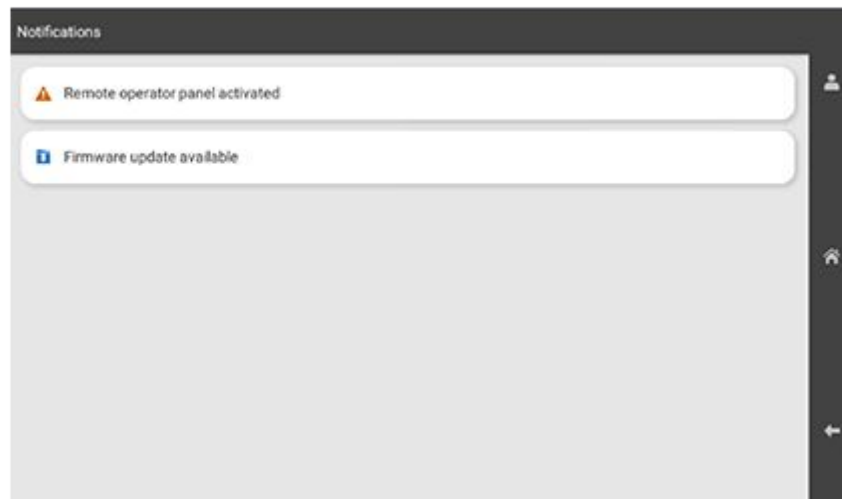 Notifications
Remote operator panel activated
Firmware update available